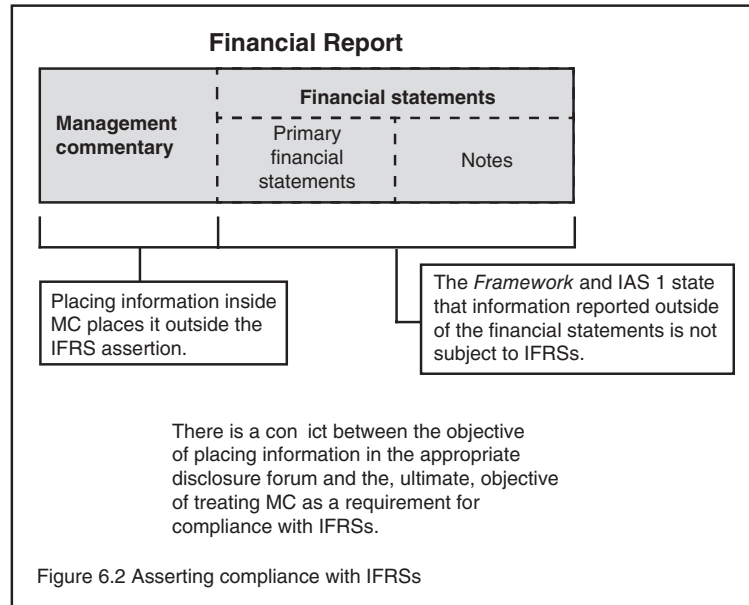 Financial Report
Management
commentary
Financial statements
Primary
financial
statements
Notes
Placing information inside
MC places it outside the
IFRS assertion.
The Framework and IAS 1 state
that information reported outside
of the financial statements is not
subject to IFRSs.
There is a con ict between the objective
of placing information in the appropriate
disclosure forum and the, ultimate, objective
of treating MC as a requirement for
compliance with IFRSs.
Figure 6.2 Asserting compliance with IFRSs